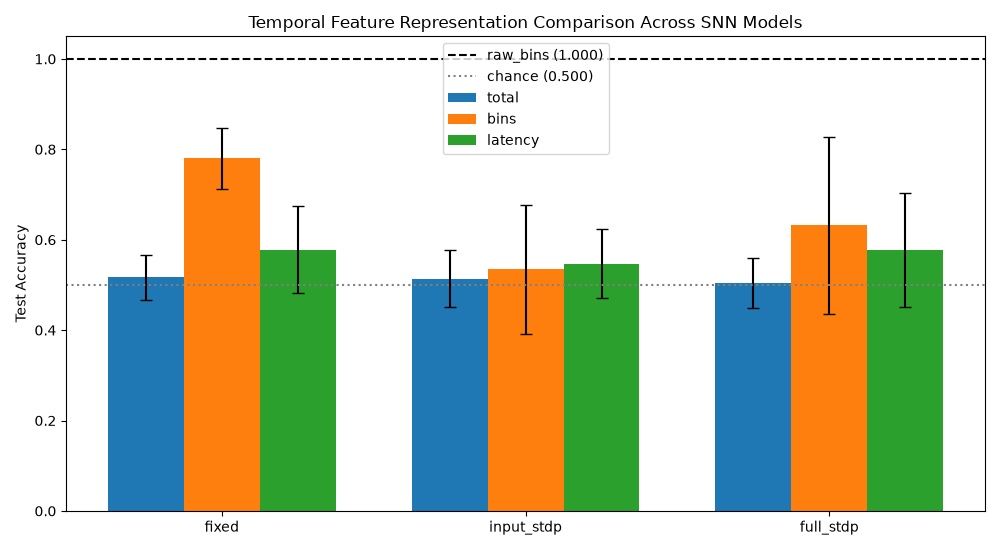 Temporal Feature Representation Comparison Across SNN Models
raw_bins (1.000)
chance (0.500)
total
bins
latency
Test Accuracy
1.0
0.8
0.6
0.4
0.2
0.0
fixed
input_stdp
full_stdp